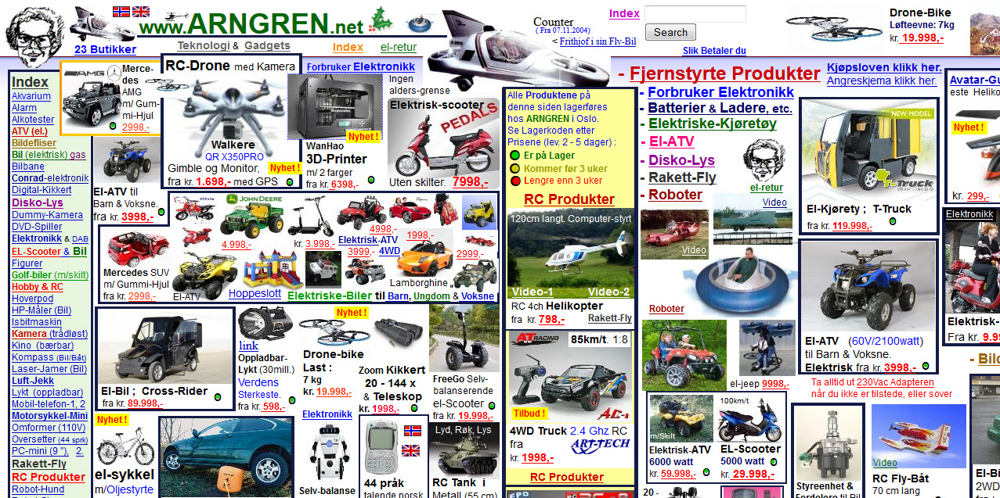 www.ARNGREN.net
23 Butikker
Teknologi & Gadgets
Index
el-retur
Counter
( Fra 07.11.2004)
< Frithjof i sin Fly-Bil
Index
Search
Slik Betaler du
Drone-Bike
Løfteevne: 7kg
kr. 19.998,-
Index
Akvarium
Alarm
Alkotester
ATV (el.)
Bildefliser
Bil (elektrisk) gas
Bilbane
Conrad-elektronik
Digital-Kikkert
Disko-Lys
Dummy-Kamera
DVD-Spiller
Elektronikk & DAB
EL-Scooter & Bil
Figurer
Golf-biler (m/skilt)
Hobby & RC
Hoverpod
HP-Måler (Bil)
Isbitmaskin
Kamera (trådløst)
Kino (bærbar)
Kompass (Bil/Båt)
Laser-Jamer (Bil)
Luft-Jekk
Lykt (oppladbar)
Mobil-telefon-1, 2
Motorsykkel-Mini
Omformer (110V)
Oversetter (44 sprk)
PC-mini (9 "), 2.
Rakett-Fly
RC Produkter
Robot-Hund
AMG
Merce-
des
AMG
m/ Gum-
mi-Hjul
2998,-
RC-Drone med Kamera
Walkere
QR X350PRO
Gimble og Monitor, Nyhet !
fra kr. 1.698,- med GPS
Forbruker Elektronikk
Nyhet !
WanHao
3D-Printer
m/ 2 farger
fra kr. 6398,-
Ingen
alders-grense
Elektrisk-scooter
PEDALS
Uten skilter. 7998,-
El-ATV til
Barn & Voksne.
fra kr. 3998,-
JOHN DEERE
4.998,-
kr. 3.998,-
4998,-
Elektrisk-ATV
3999,- 4WD
1998,-
2999,-
Mercedes SUV
m/ Gummi-Hjul
fra kr. 2998,-
El-ATV
Hoppeslott
Lamborghine
Elektriske-Biler til Barn, Ungdom & Voksne
El-Bil ; Cross-Rider
fra kr. 89.998,-
link
Oppladbar-
Lykt (30mill.)
Verdens
Sterkeste.
fra kr. 598,-
Nyhet !
Drone-bike
Last :
7 kg
kr. 19.998,-
Zoom Kikkert
20 - 144 x
& Teleskop
kr. 1998,-
FreeGo Selv-
balanserende
el-Scooter
fra kr. 19.998,-
Nyhet !
el-sykkel
m/Oljestyrte
Elektronikk
Selv-balanse
44 pråk
talende norsk
Lyd, Røk, Lys
RC Tank i
Metall (55 cm)
Alle Produktene på
denne siden lagerføres
hos ARNGREN i Oslo.
Se Lagerkoden etter
Prisene (lev. 2 - 5 dager) :
Er på Lager
Kommer før 3 uker
Lengre enn 3 uker
RC Produkter
120cm langt. Computer-styrt
Video-1 Video-2
RC 4ch Helikopter
fra kr. 798,- Rakett-Fly
AT RACING 85km/t. 1:8
Tilbud !
4WD Truck 2.4 Ghz RC
fra
kr. 1998,-
ART-TECH
RC Produkter
- Fjernstyrte Produkter
- Forbruker Elektronikk
- Batterier & Ladere, etc.
- Elektriske-Kjøretøy
- El-ATV
- Disko-Lys
- Rakett-Fly
- Roboter
el-retur
Video
Video
Roboter
el-jeep 9998,-
m/Skilt
Elektrisk-ATV
6000 watt
kr. 59.998,-
100km/t
EL-Scooter
5000 watt
kr. 29.998,-
20 -
Kjøpsloven klikk her.
Angreskjema klikk her.
NEW MODEL
T-Truck
El-Kjørety ; T-Truck
fra kr. 119.998,-
El-ATV (60V/2100watt)
til Barn & Voksne.
Elektrisk fra kr. 3998,-
Ta alltid ut 230Vac Adapteren
når du ikke er tilstede, eller sover
Styreenhet &
Fordelere til Bil
Video
RC Fly-Båt
70 cm lang
Avatar-Gu
este Heliko
Nyhet !
kr. 299,-
Elektronikk
Elektrisk-
Fra kr. 9.99
- Bild
El-Bi
2WD